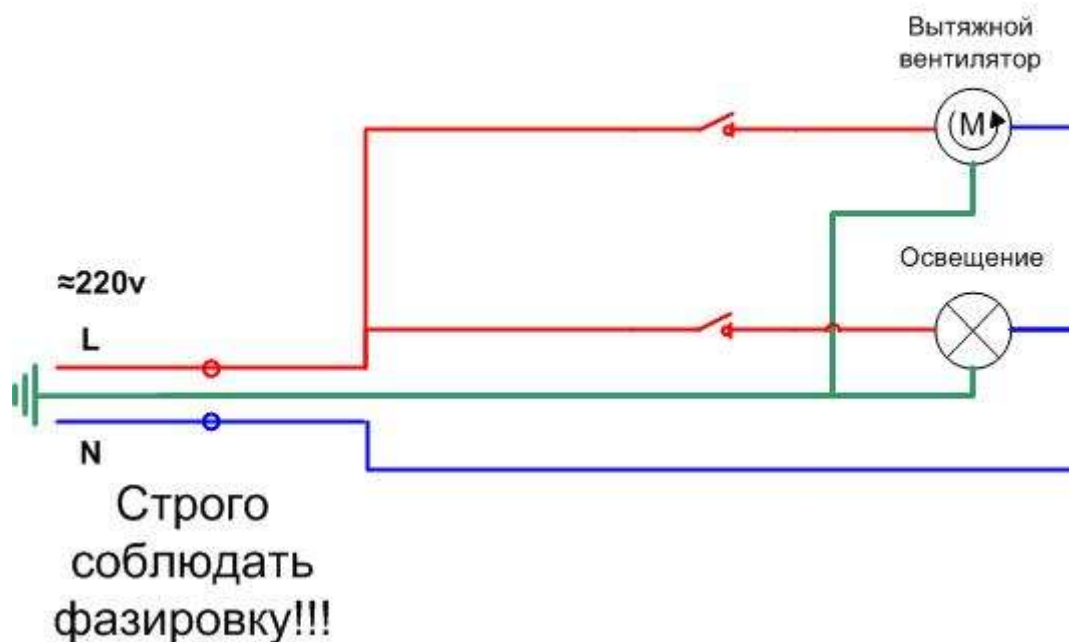 Вытяжной
вентилятор
M
Освещение
≈220v
L
N
Строго
соблюдать
фазировку!!!